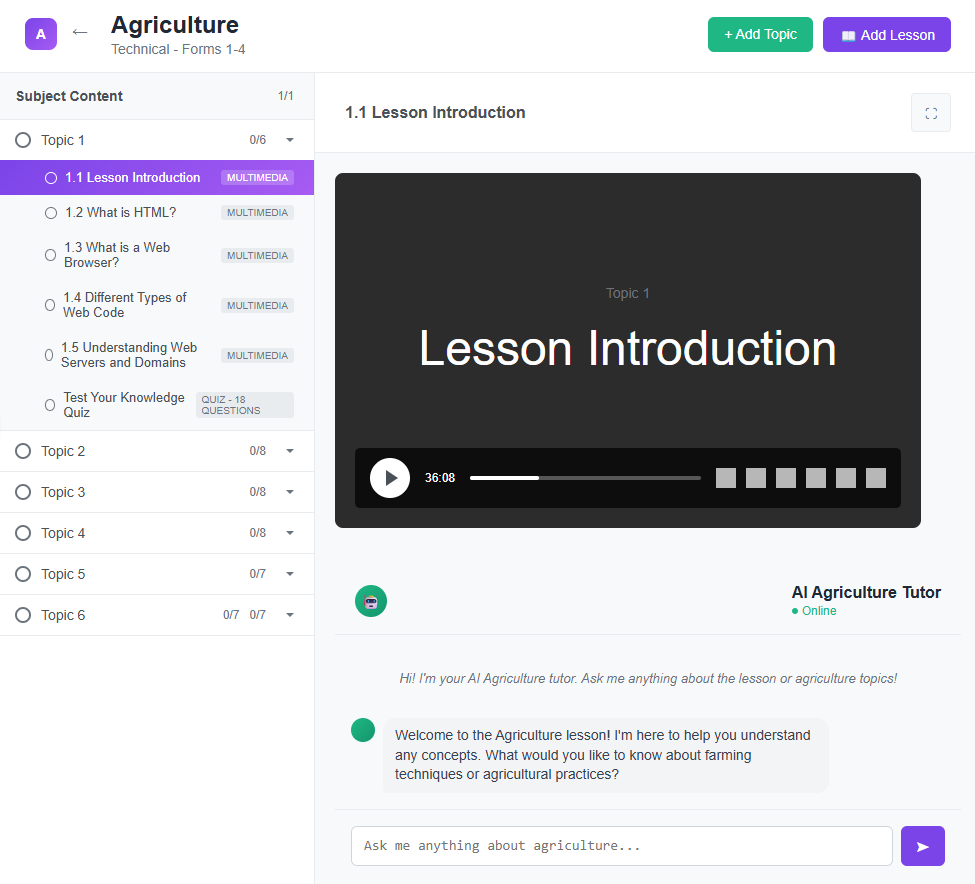 A
←
Agriculture
Technical - Forms 1-4
+ Add Topic
Add Lesson
Subject Content
1/1
Topic 1
0/6
1.1 Lesson Introduction
MULTIMEDIA
1.2 What is HTML?
MULTIMEDIA
1.3 What is a Web
Browser?
MULTIMEDIA
1.4 Different Types of
Web Code
MULTIMEDIA
1.5 Understanding Web
Servers and Domains
MULTIMEDIA
Test Your Knowledge
Quiz
QUIZ - 18
QUESTIONS
Topic 2
0/8
Topic 3
0/8
Topic 4
0/8
Topic 5
0/7
Topic 6
0/7 0/7
1.1 Lesson Introduction
Topic 1
Lesson Introduction
36:08
AI Agriculture Tutor
Online
Hi! I'm your AI Agriculture tutor. Ask me anything about the lesson or agriculture topics!
Welcome to the Agriculture lesson! I'm here to help you understand
any concepts. What would you like to know about farming
techniques or agricultural practices?
Ask me anything about agriculture...